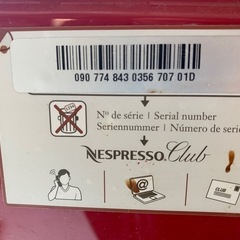 090 774 843 0356 707 01D
Nº de série | Serial number
Seriennummer | Número de serie
NESPRESSO. Club